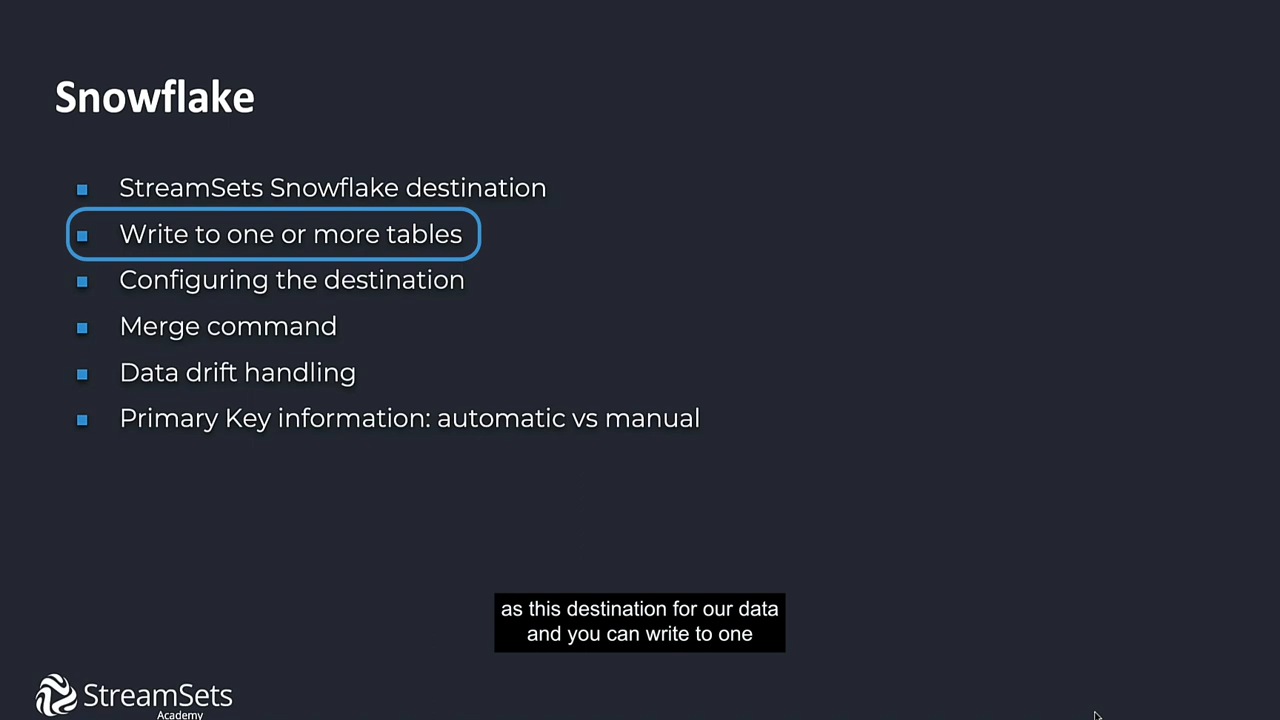 Snowflake
StreamSets Snowflake destination
Write to one or more tables
Configuring the destination
Merge command
Data drift handling
Primary Key information: automatic vs manual
as this destination for our data
and you can write to one
StreamSets
Academy